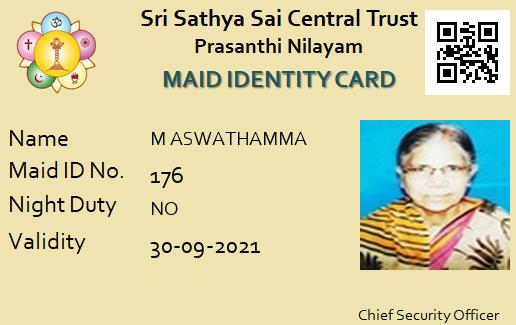 Sri Sathya Sai Central Trust
Prasanthi Nilayam
MAID IDENTITY CARD
Name M ASWATHAMMA
Maid ID No. 176
Night Duty NO
Validity 30-09-2021
Chief Security Officer